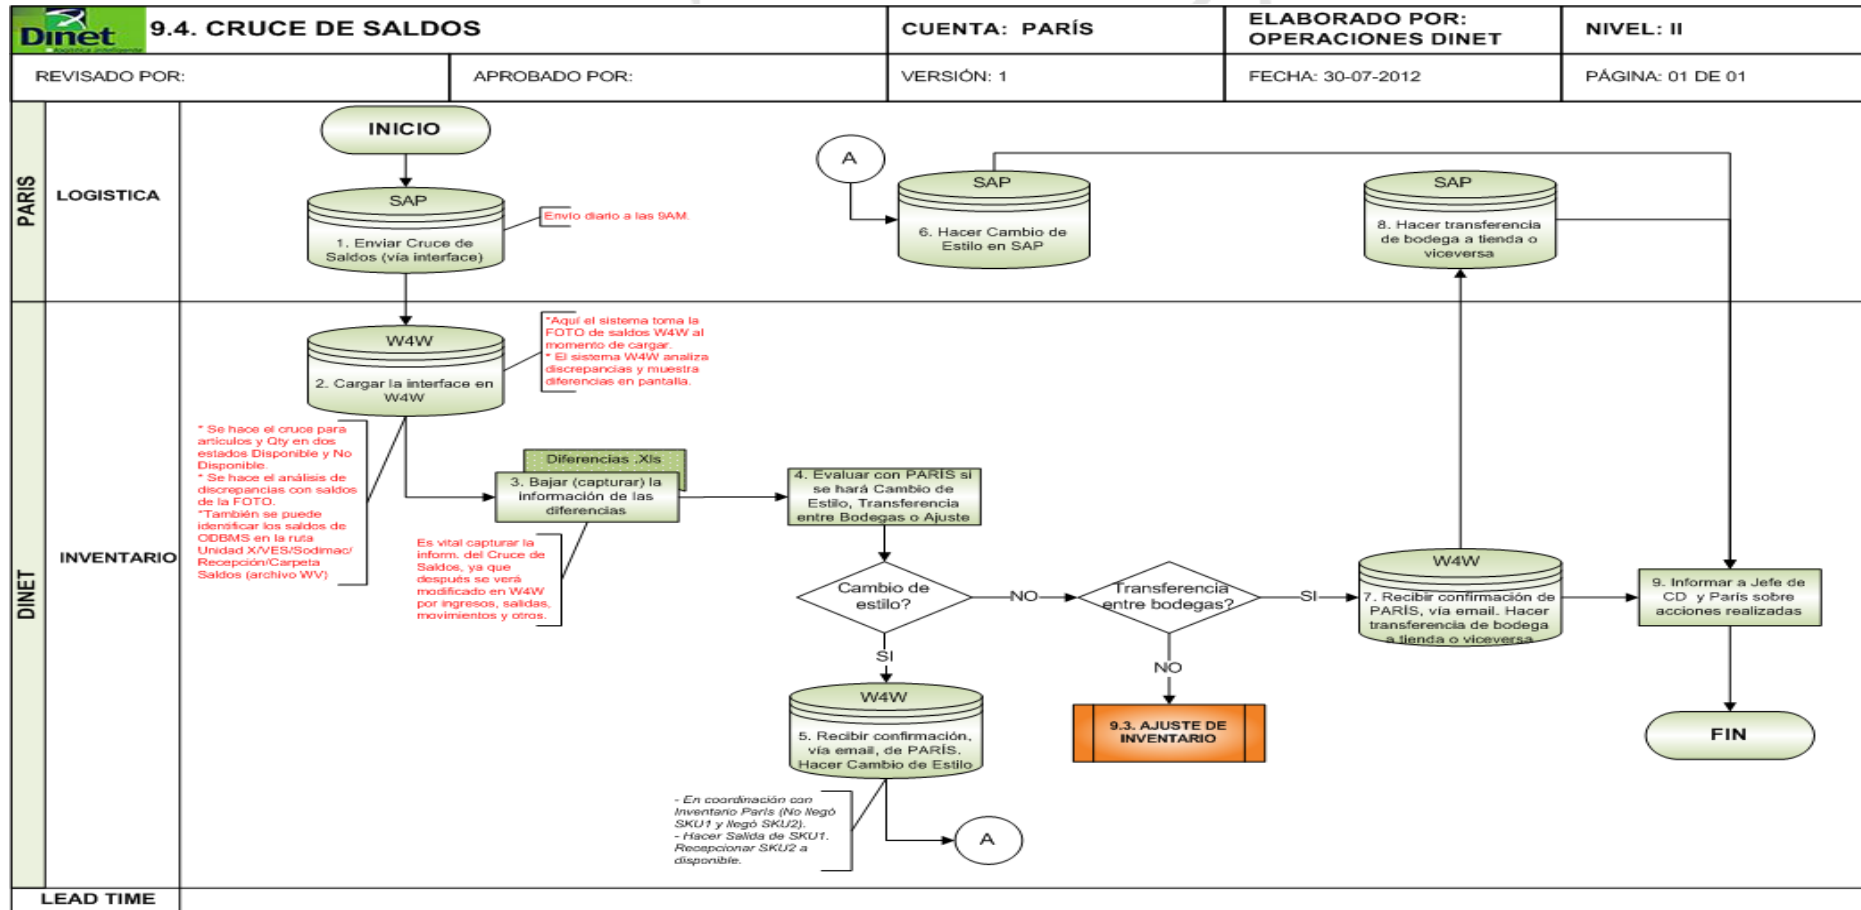 Dinet
logística inteligente
9.4. CRUCE DE SALDOS
CUENTA: PARÍS
ELABORADO POR:
OPERACIONES DINET
NIVEL: II
REVISADO POR:
APROBADO POR:
VERSIÓN: 1
FECHA: 30-07-2012
PÁGINA: 01 DE 01
PARIS
LOGISTICA
INICIO
SAP
1. Enviar Cruce de
Saldos (vía interface)
Envío diario a las 9AM.
A
SAP
6. Hacer Cambio de
Estilo en SAP
SAP
8. Hacer transferencia
de bodega a tienda o
viceversa
DINET
INVENTARIO
W4W
2. Cargar la interface en
W4W
*Aquí el sistema toma la
FOTO de saldos W4W al
momento de cargar.
* El sistema W4W analiza
discrepancias y muestra
diferencias en pantalla.
* Se hace el cruce para
artículos y Qty en dos
estados Disponible y No
Disponible.
* Se hace el análisis de
discrepancias con saldos
de la FOTO.
*También se puede
identificar los saldos de
ODBMS en la ruta
Unidad X/VES/Sodimac/
Recepción/Carpeta
Saldos (archivo WV)
Diferencias .Xls
3. Bajar (capturar) la
información de las
diferencias
Es vital capturar la
inform. del Cruce de
Saldos, ya que
después se verá
modificado en W4W
por ingresos, salidas,
movimientos y otros.
4. Evaluar con PARÍS si
se hará Cambio de
Estilo, Transferencia
entre Bodegas o Ajuste
Cambio de
estilo?
NO
Transferencia
entre bodegas?
SI
W4W
7. Recibir confirmación de
PARÍS, vía email. Hacer
transferencia de bodega
a tienda o viceversa
9. Informar a Jefe de
CD y París sobre
acciones realizadas
SI
NO
W4W
5. Recibir confirmación,
vía email, de PARÍS.
Hacer Cambio de Estilo
9.3. AJUSTE DE
INVENTARIO
FIN
- En coordinación con
Inventario París (No llegó
SKU1 y llegó SKU2).
- Hacer Salida de SKU1.
Recepcionar SKU2 a
disponible.
A
LEAD TIME